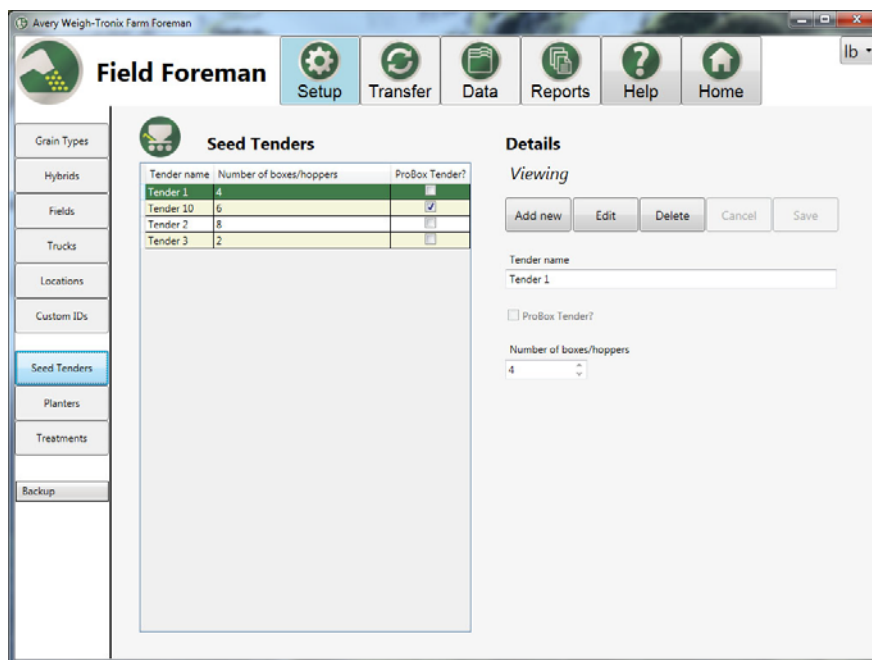 Avery Weigh-Tronix Farm Foreman
Field Foreman
Setup
Transfer
Data
Reports
Help
Home
lb
Grain Types
Hybrids
Fields
Trucks
Locations
Custom IDs
Seed Tenders
Planters
Treatments
Backup
Seed Tenders
Tender name Number of boxes/hoppers ProBox Tender?
Tender 1 4
Tender 10 6
Tender 2 8
Tender 3 2
Details
Viewing
Add new Edit Delete Cancel Save
Tender name
Tender 1
ProBox Tender?
Number of boxes/hoppers
4